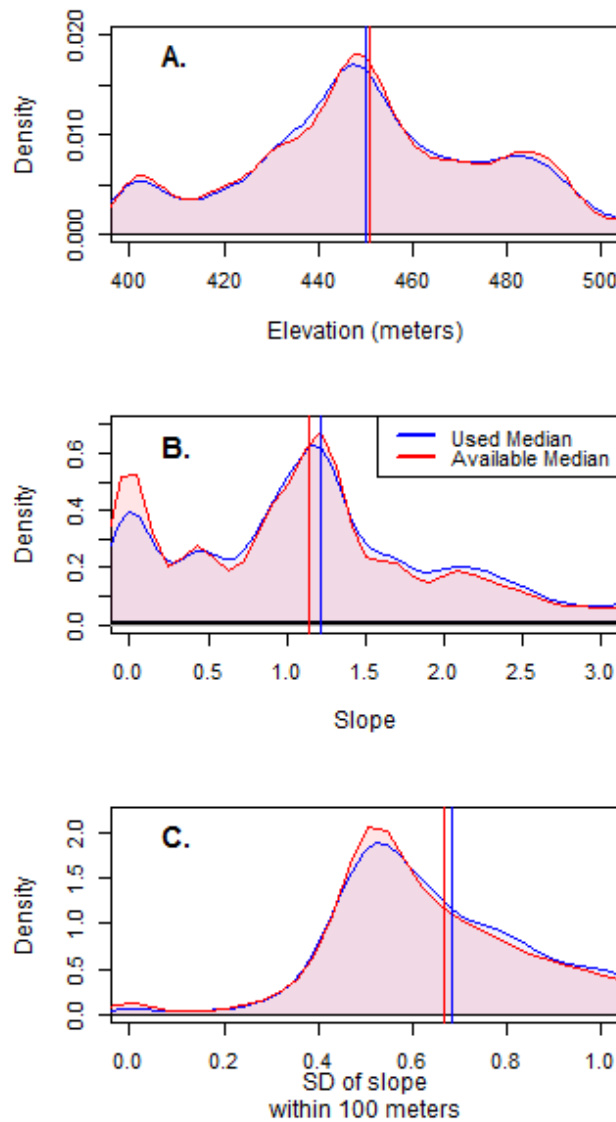 A.
Density
0.000
0.010
0.020
400 420 440 460 480 500
Elevation (meters)
B.
Used Median
Available Median
Density
0.0 0.2 0.4 0.6
0.0 0.5 1.0 1.5 2.0 2.5 3.0
Slope
C.
Density
0.0 0.5 1.0 1.5 2.0
0.0 0.2 0.4 0.6 0.8 1.0
SD of slope
within 100 meters